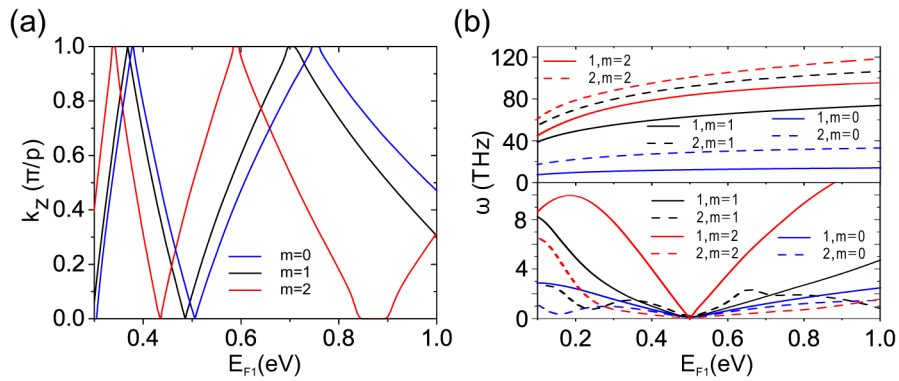 (a)
1.0
0.8
0.6
0.4
0.2
0.0
k_Z (π/p)
m=0
m=1
m=2
0.4 0.6 0.8 1.0
E_F1(eV)
(b)
120
80
40
0
8
4
0
ω (THz)
1,m=2
2,m=2
1,m=1
2,m=1
1,m=0
2,m=0
1,m=1
2,m=1
1,m=2
2,m=2
1,m=0
2,m=0
0.2 0.4 0.6 0.8 1.0
E_F1(eV)